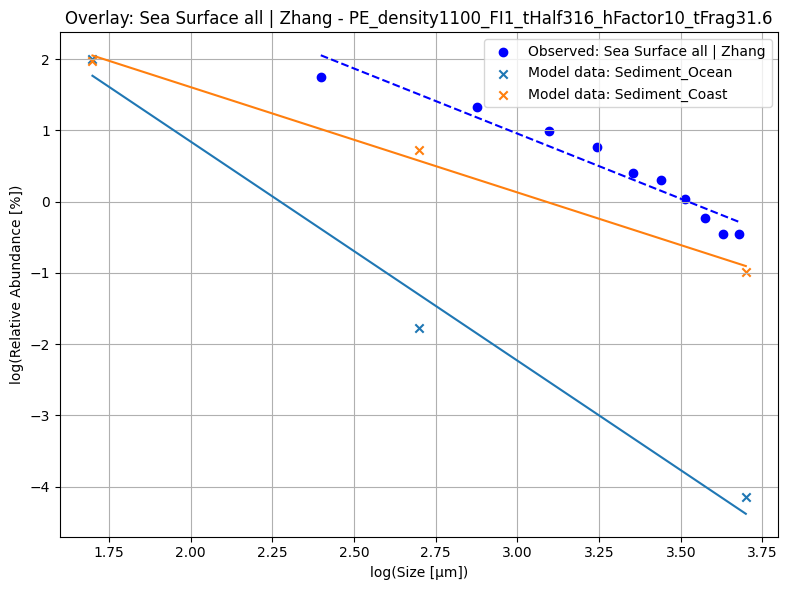 Overlay: Sea Surface all | Zhang - PE_density1100_FI1_tHalf316_hFactor10_tFrag31.6
Observed: Sea Surface all | Zhang
Model data: Sediment_Ocean
Model data: Sediment_Coast
log(Relative Abundance [%])
2
1
0
−1
−2
−3
−4
1.75
2.00
2.25
2.50
2.75
3.00
3.25
3.50
3.75
log(Size [µm])